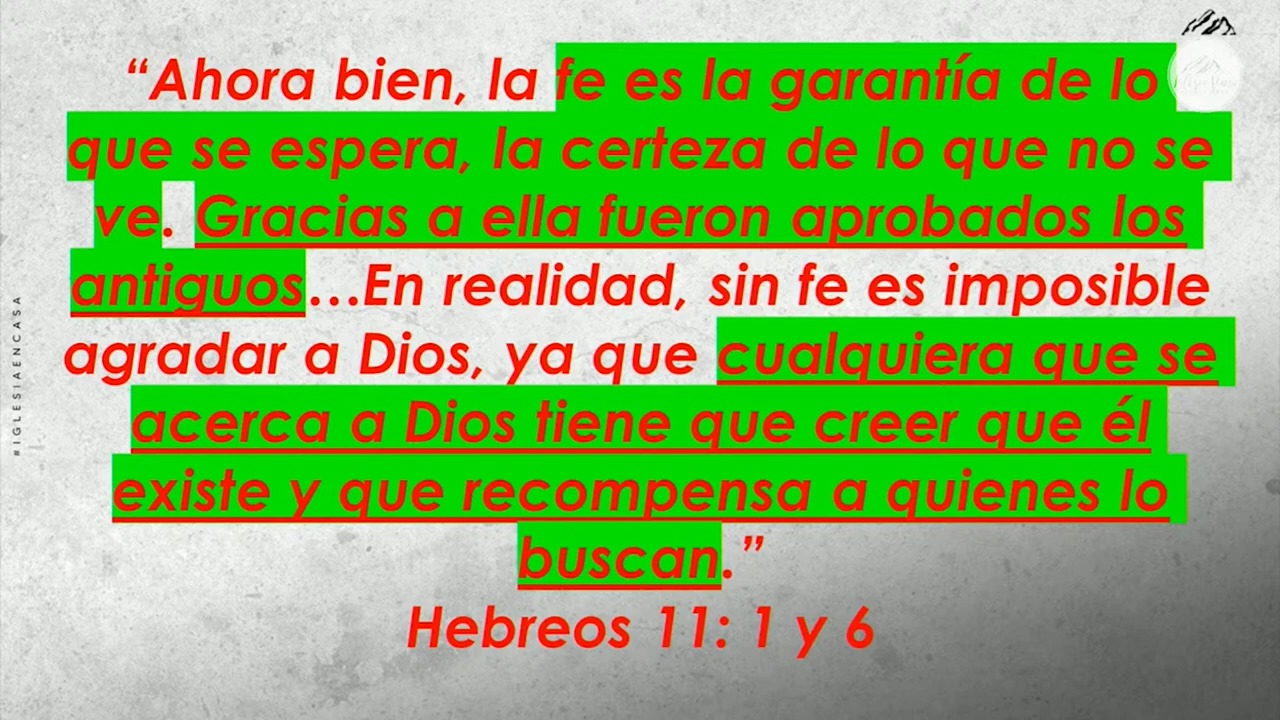 “Ahora bien, la fe es la garantía de lo
que se espera, la certeza de lo que no se
ve. Gracias a ella fueron aprobados los
antiguos...En realidad, sin fe es imposible
agradar a Dios, ya que cualquiera que se
acerca a Dios tiene que creer que él
existe y que recompensa a quienes lo
buscan.”
Hebreos 11: 1 y 6
#IGLESIAENCASA